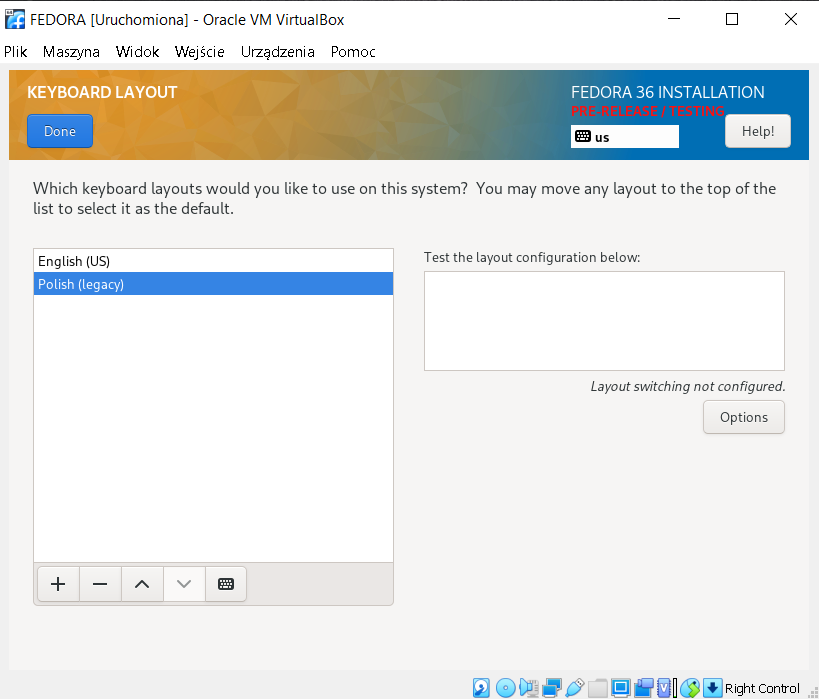 FEDORA [Uruchomiona] - Oracle VM VirtualBox
Plik Maszyna Widok Wejście Urządzenia Pomoc
KEYBOARD LAYOUT
FEDORA 36 INSTALLATION
PRE-RELEASE / TESTING
Done
us
Help!
Which keyboard layouts would you like to use on this system? You may move any layout to the top of the
list to select it as the default.
English (US)
Polish (legacy)
Test the layout configuration below:
Layout switching not configured.
Options
Right Control